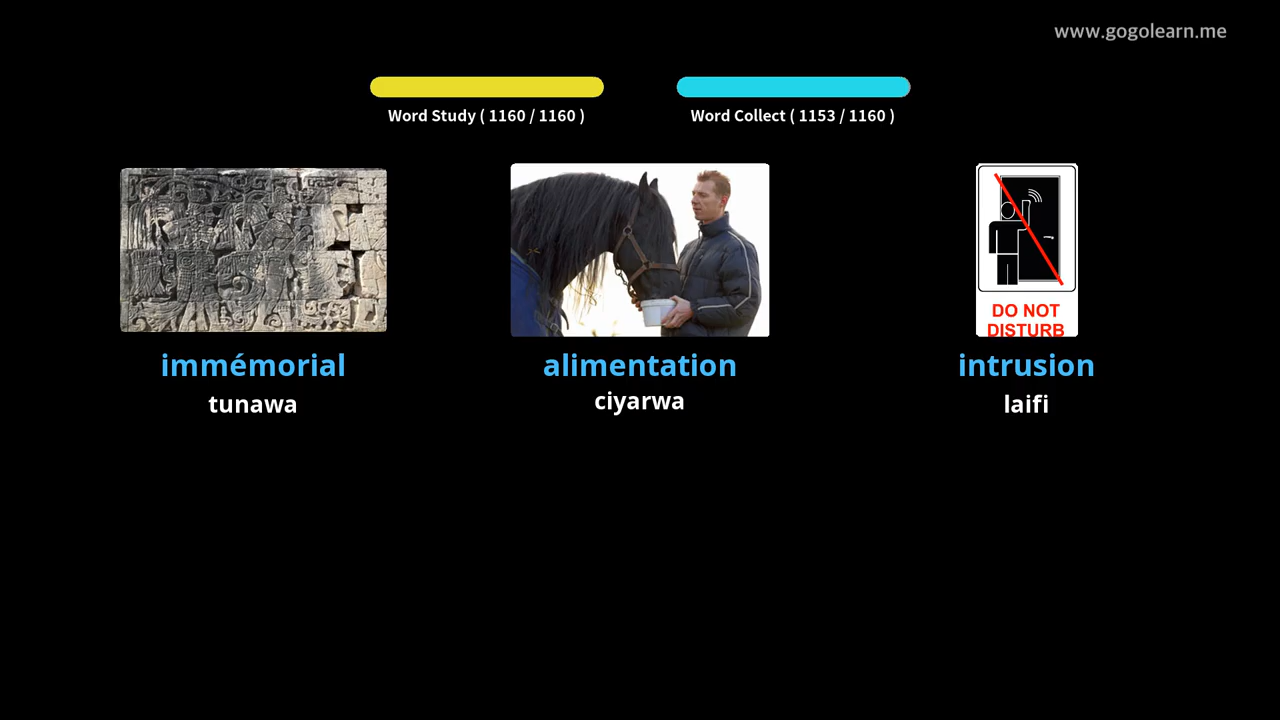 www.gogolearn.me
Word Study ( 1160 / 1160 )
Word Collect ( 1153 / 1160 )
DO NOT
DISTURB
immémorial
alimentation
intrusion
tunawa
ciyarwa
laifi